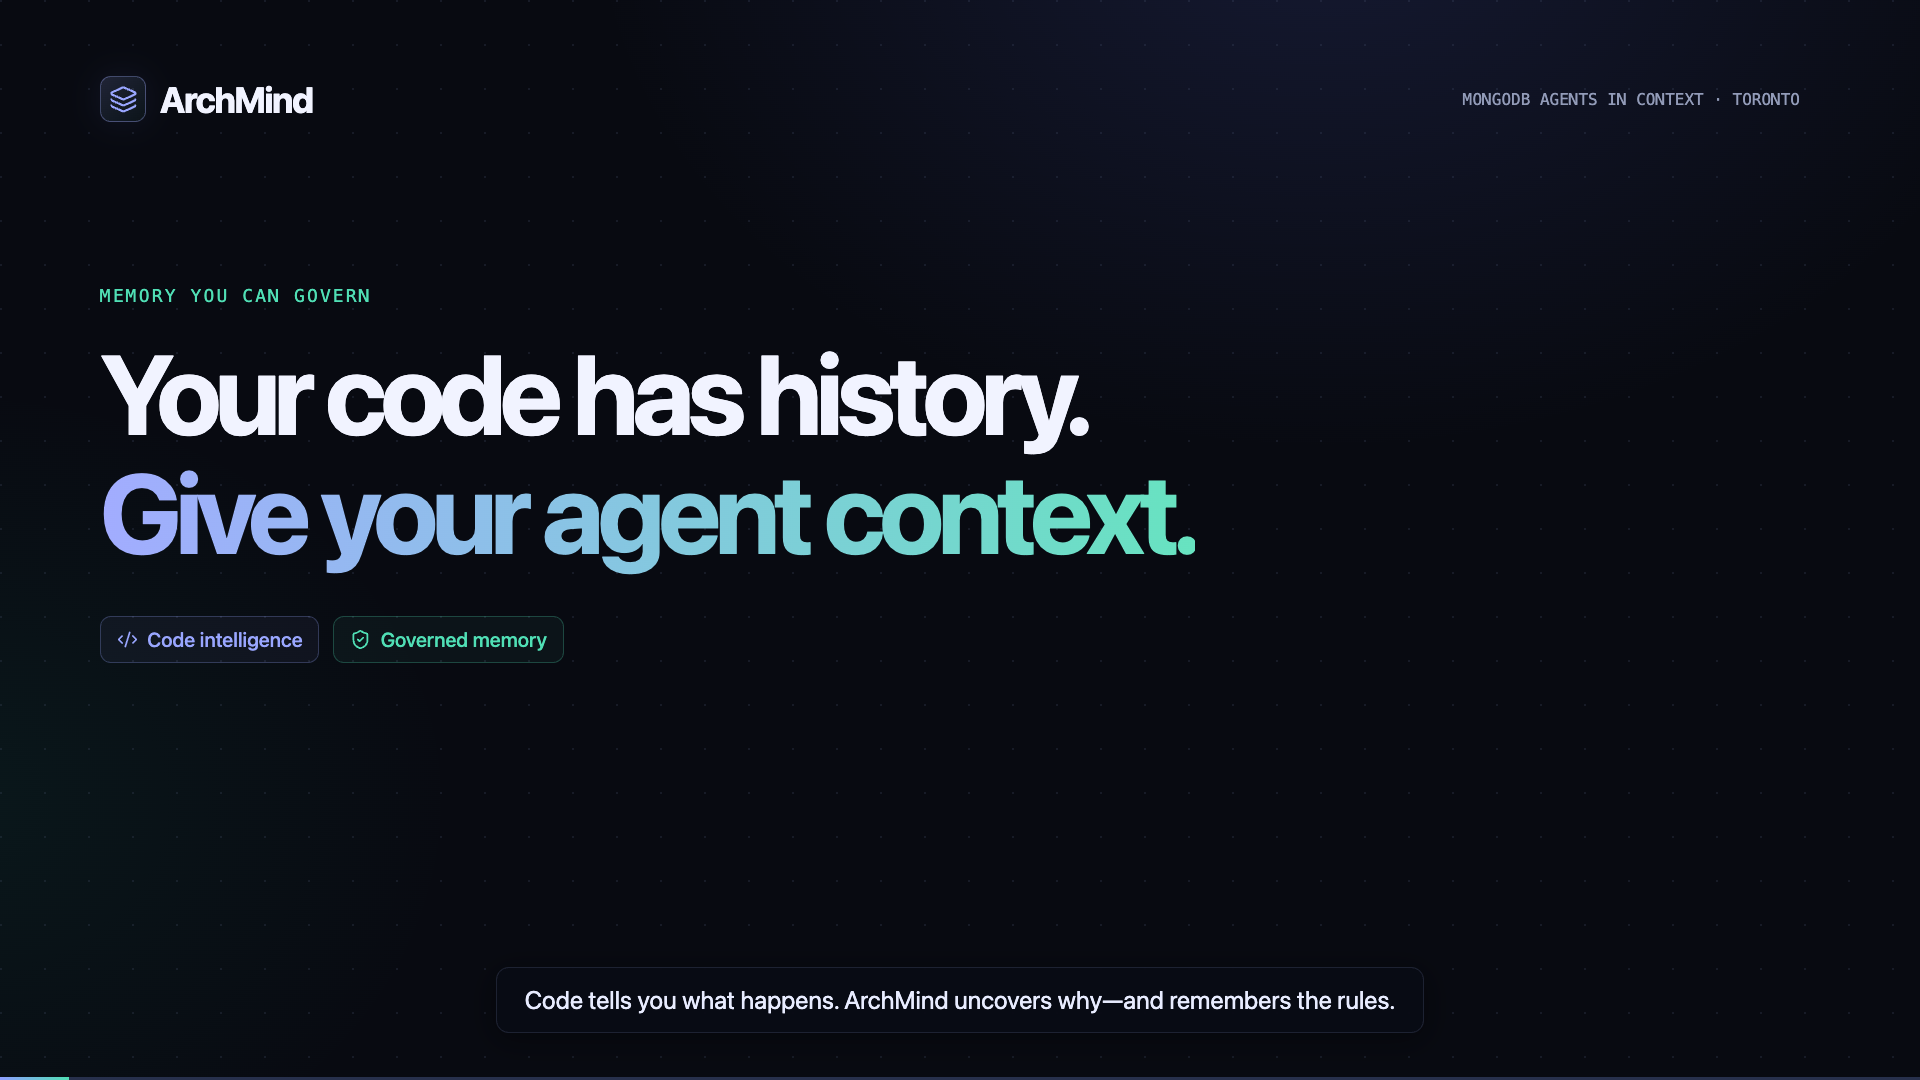 ArchMind
MONGODB AGENTS IN CONTEXT · TORONTO
MEMORY YOU CAN GOVERN
Your code has history.
Give your agent context.
Code intelligence
Governed memory
Code tells you what happens. ArchMind uncovers why—and remembers the rules.